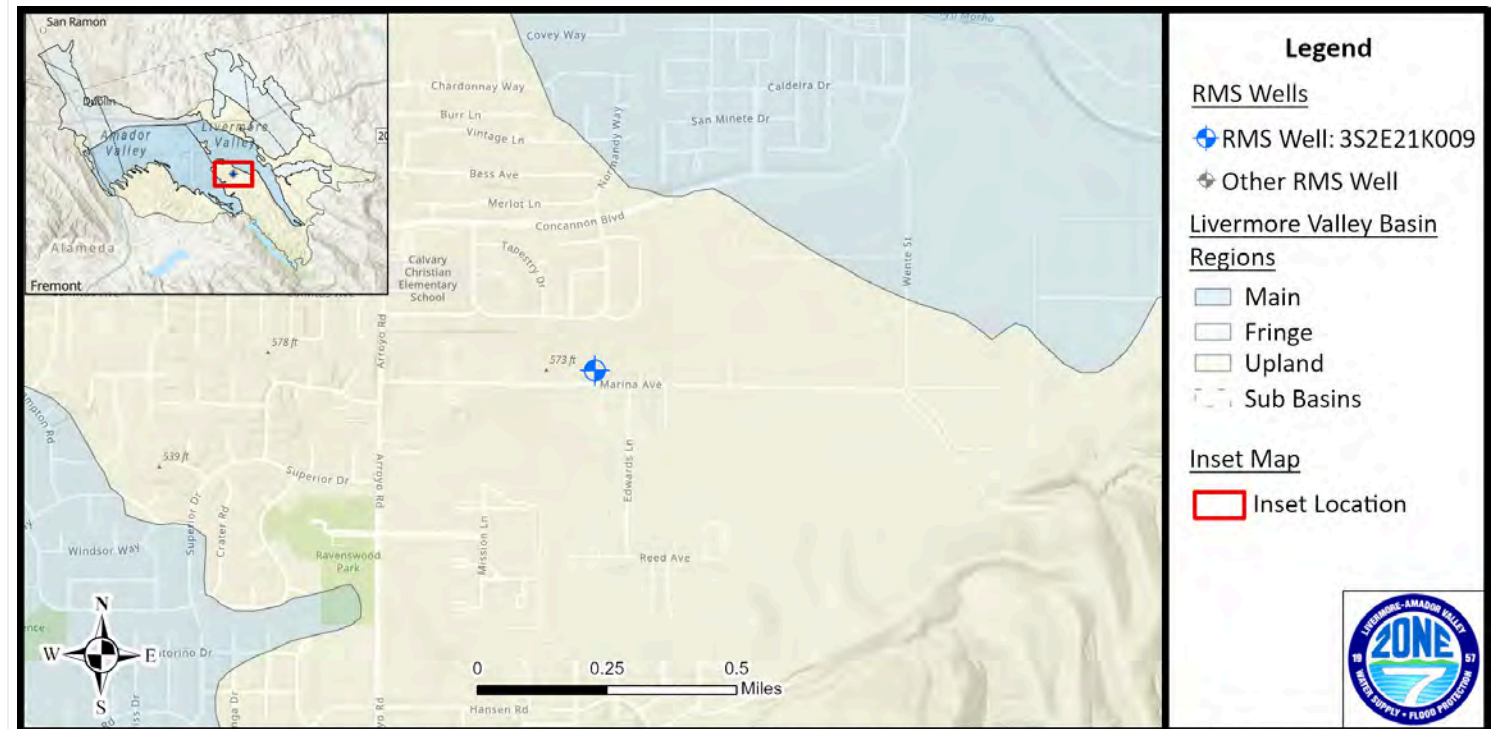 San Ramon
Dublin
Amador
Valley
Livermore
Valley
20
Alameda
Fremont
Covey Way
Chardonnay Way
Caldeira Dr
Burr Ln
San Minete Dr
Vintage Ln
Normandy Way
Bess Ave
Merlot Ln
Concannon Blvd
Tapestry Dr
Wente St
Calvary
Christian
Elementary
School
Arroyo Rd
578 ft
573 ft
Marina Ave
539 ft
Superior Dr
Arroyo Rd
Edwards Ln
Superior Dr
Crater Rd
Mission Ln
Windsor Way
Ravenswood
Park
Reed Ave
N
W
E
S
0
0.25
0.5
Miles
Hansen Rd
Legend
RMS Wells
RMS Well: 3S2E21K009
Other RMS Well
Livermore Valley Basin
Regions
Main
Fringe
Upland
Sub Basins
Inset Map
Inset Location
LIVERMORE-AMADOR VALLEY
ZONE
19 57
7
WATER SUPPLY • FLOOD PROTECTION